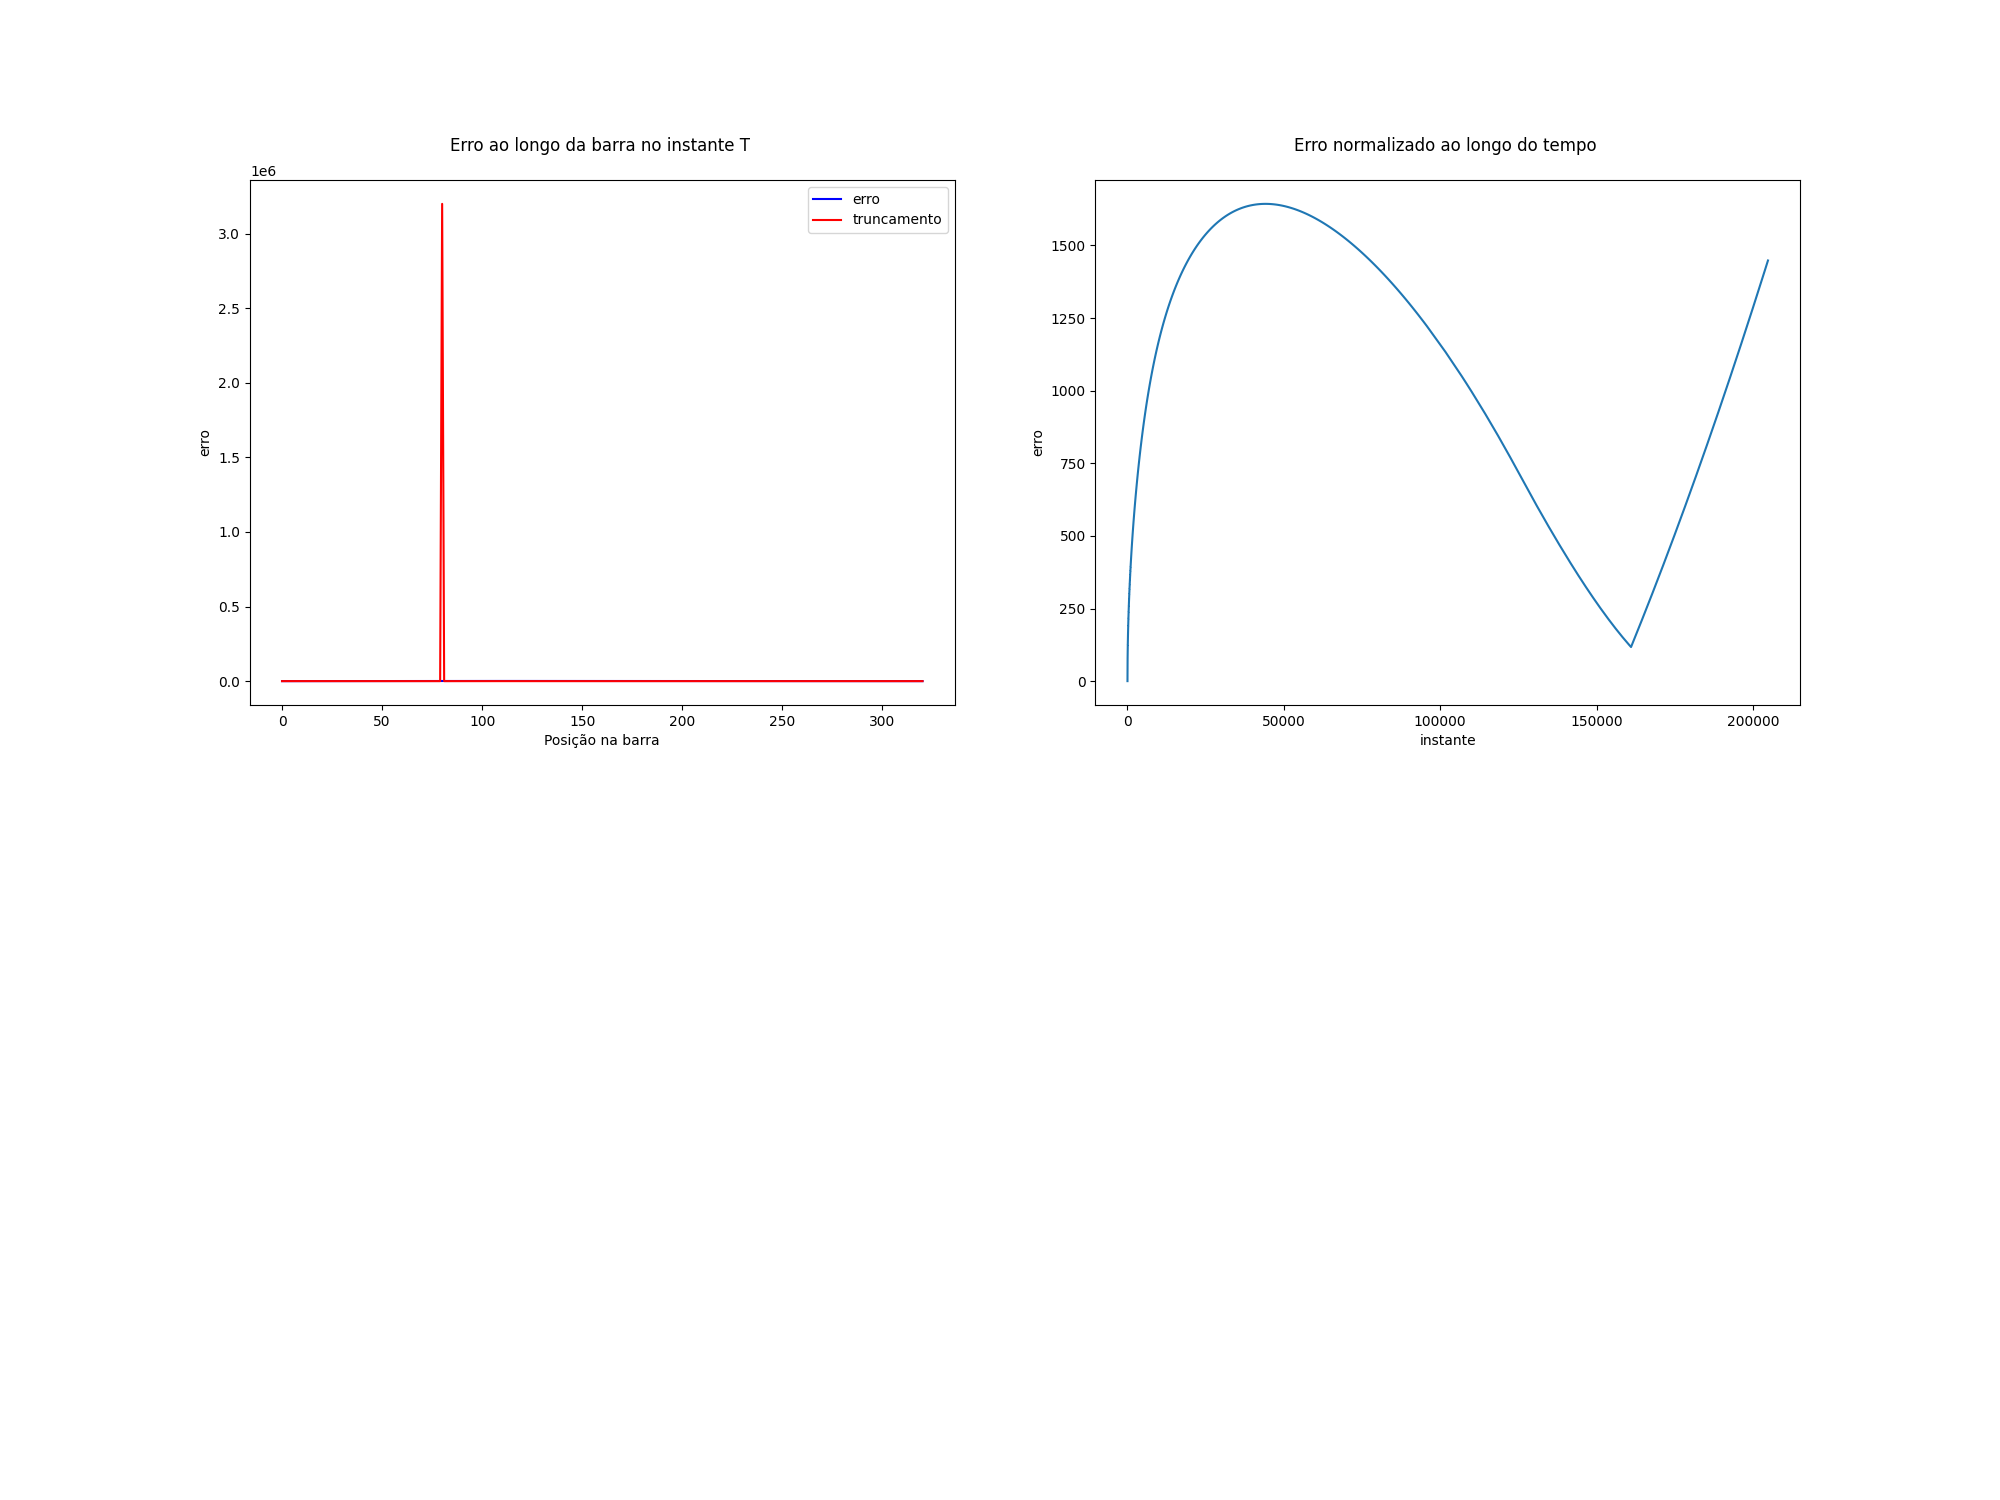 Erro ao longo da barra no instante T
1e6
erro
truncamento
3.0
2.5
2.0
1.5
1.0
0.5
0.0
erro
0 50 100 150 200 250 300
Posição na barra
Erro normalizado ao longo do tempo
1500
1250
1000
750
500
250
0
erro
0 50000 100000 150000 200000
instante